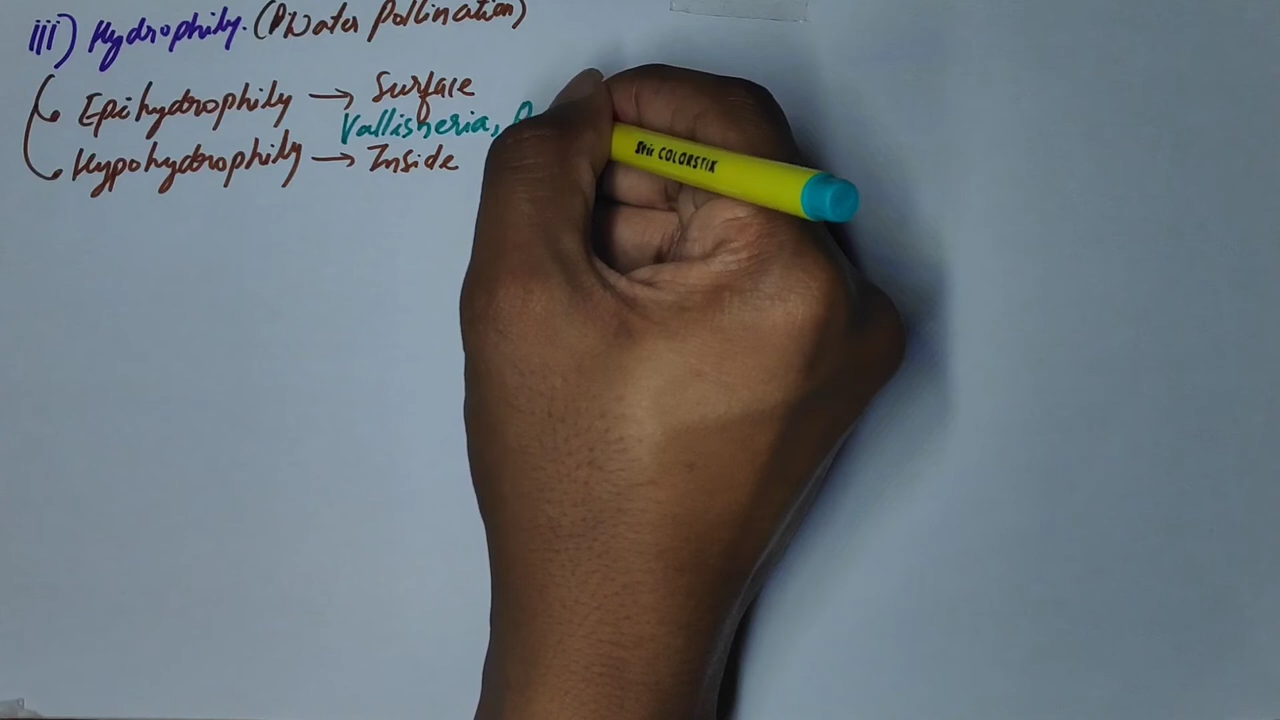 iii) Hydrophily. (Water Pollination)
Epihydrophily → Surface
Vallisneria,
Hypohydrophily → Inside
Stic COLORSTIX